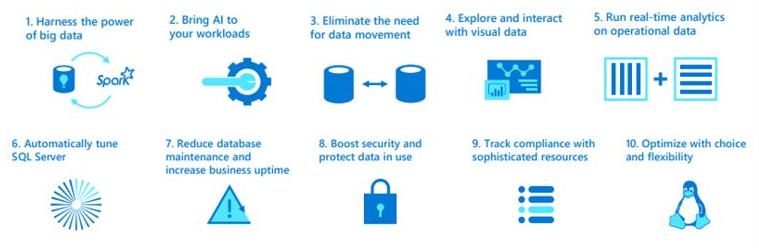 1. Harness the power
of big data
2. Bring AI to
your workloads
3. Eliminate the need
for data movement
4. Explore and interact
with visual data
5. Run real-time analytics
on operational data
Spark
6. Automatically tune
SQL Server
7. Reduce database
maintenance and
increase business uptime
8. Boost security and
protect data in use
9. Track compliance with
sophisticated resources
10. Optimize with choice
and flexibility